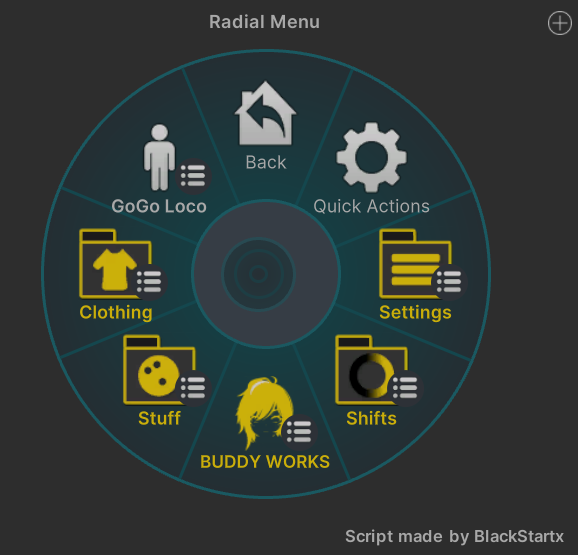 Radial Menu
Back
GoGo Loco
Quick Actions
Clothing
Settings
Stuff
Shifts
BUDDY WORKS
Script made by BlackStartx